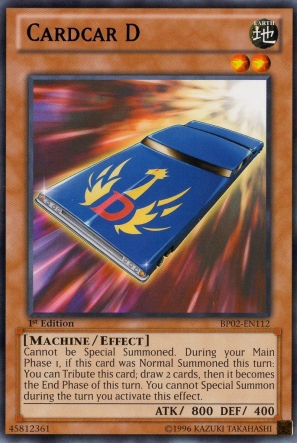 CARDCAR D
EARTH
地
D
1st Edition
BP02-EN112
[MACHINE/EFFECT]
Cannot be Special Summoned. During your Main
Phase 1, if this card was Normal Summoned this turn:
You can Tribute this card; draw 2 cards, then it becomes
the End Phase of this turn. You cannot Special Summon
during the turn you activate this effect.
ATK/ 800 DEF/ 400
45812361
©1996 KAZUKI TAKAHASHI